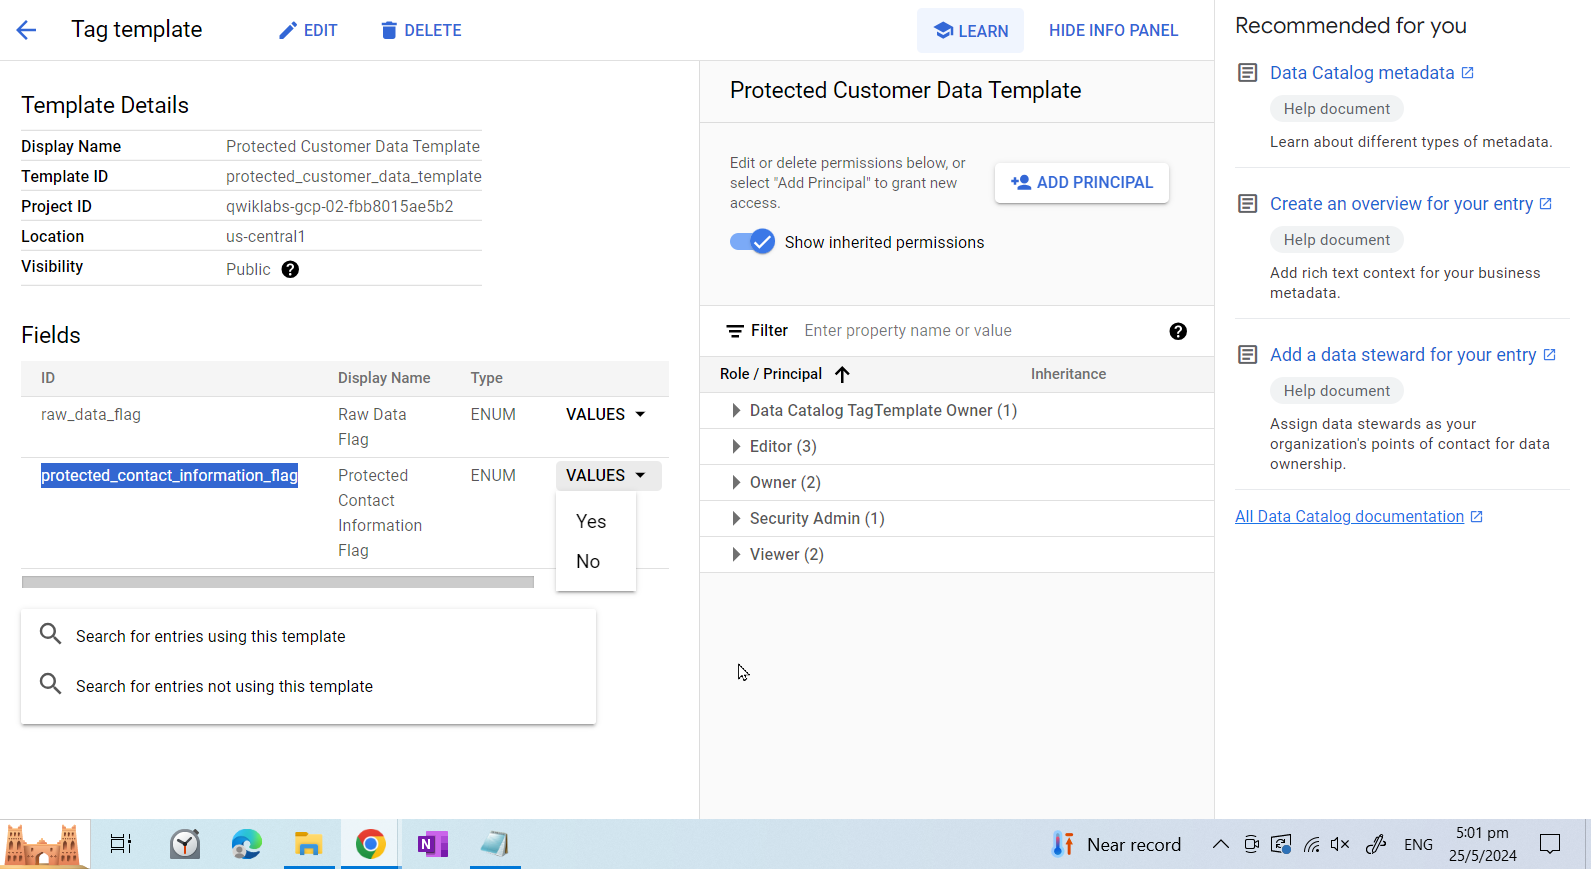 Tag template
EDIT
DELETE
LEARN
HIDE INFO PANEL
Template Details
Display Name Protected Customer Data Template
Template ID protected_customer_data_template
Project ID qwiklabs-gcp-02-fbb8015ae5b2
Location us-central1
Visibility Public
Fields
ID Display Name Type
raw_data_flag Raw Data ENUM VALUES
Flag
protected_contact_information_flag Protected ENUM VALUES
Contact
Information
Flag
Yes
No
Search for entries using this template
Search for entries not using this template
Protected Customer Data Template
Edit or delete permissions below, or
select "Add Principal" to grant new
access.
ADD PRINCIPAL
Show inherited permissions
Filter Enter property name or value
Role / Principal Inheritance
Data Catalog TagTemplate Owner (1)
Editor (3)
Owner (2)
Security Admin (1)
Viewer (2)
Recommended for you
Data Catalog metadata
Help document
Learn about different types of metadata.
Create an overview for your entry
Help document
Add rich text context for your business
metadata.
Add a data steward for your entry
Help document
Assign data stewards as your
organization's points of contact for data
ownership.
All Data Catalog documentation
N
Near record
ENG
5:01 pm
25/5/2024